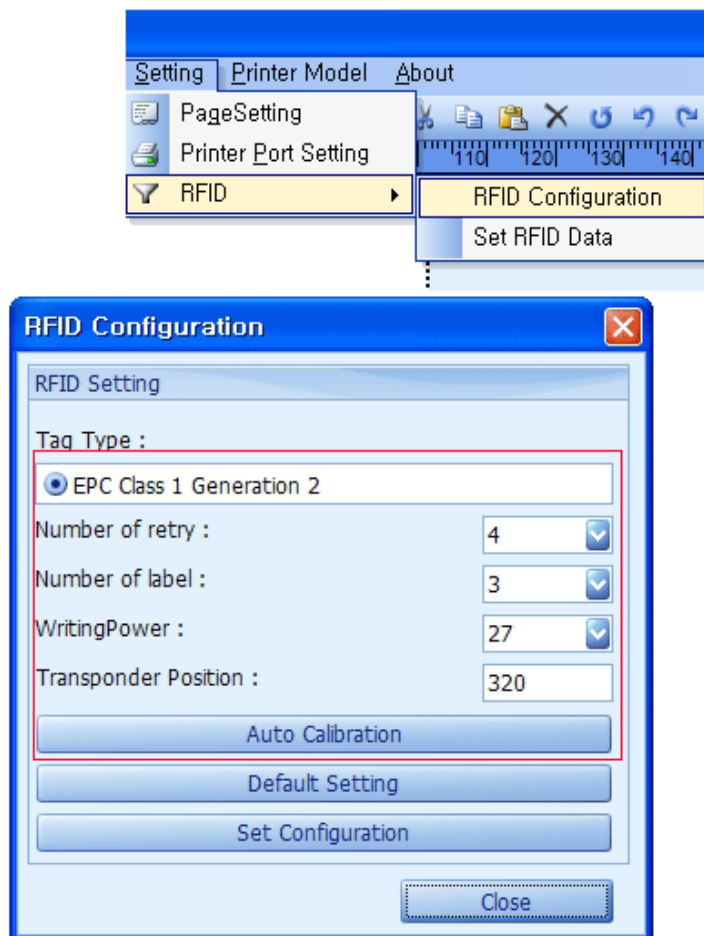 Setting Printer Model About
PageSetting
Printer Port Setting
110 120 130 140
RFID
RFID Configuration
Set RFID Data
RFID Configuration
RFID Setting
Tag Type :
EPC Class 1 Generation 2
Number of retry : 4
Number of label : 3
WritingPower : 27
Transponder Position : 320
Auto Calibration
Default Setting
Set Configuration
Close